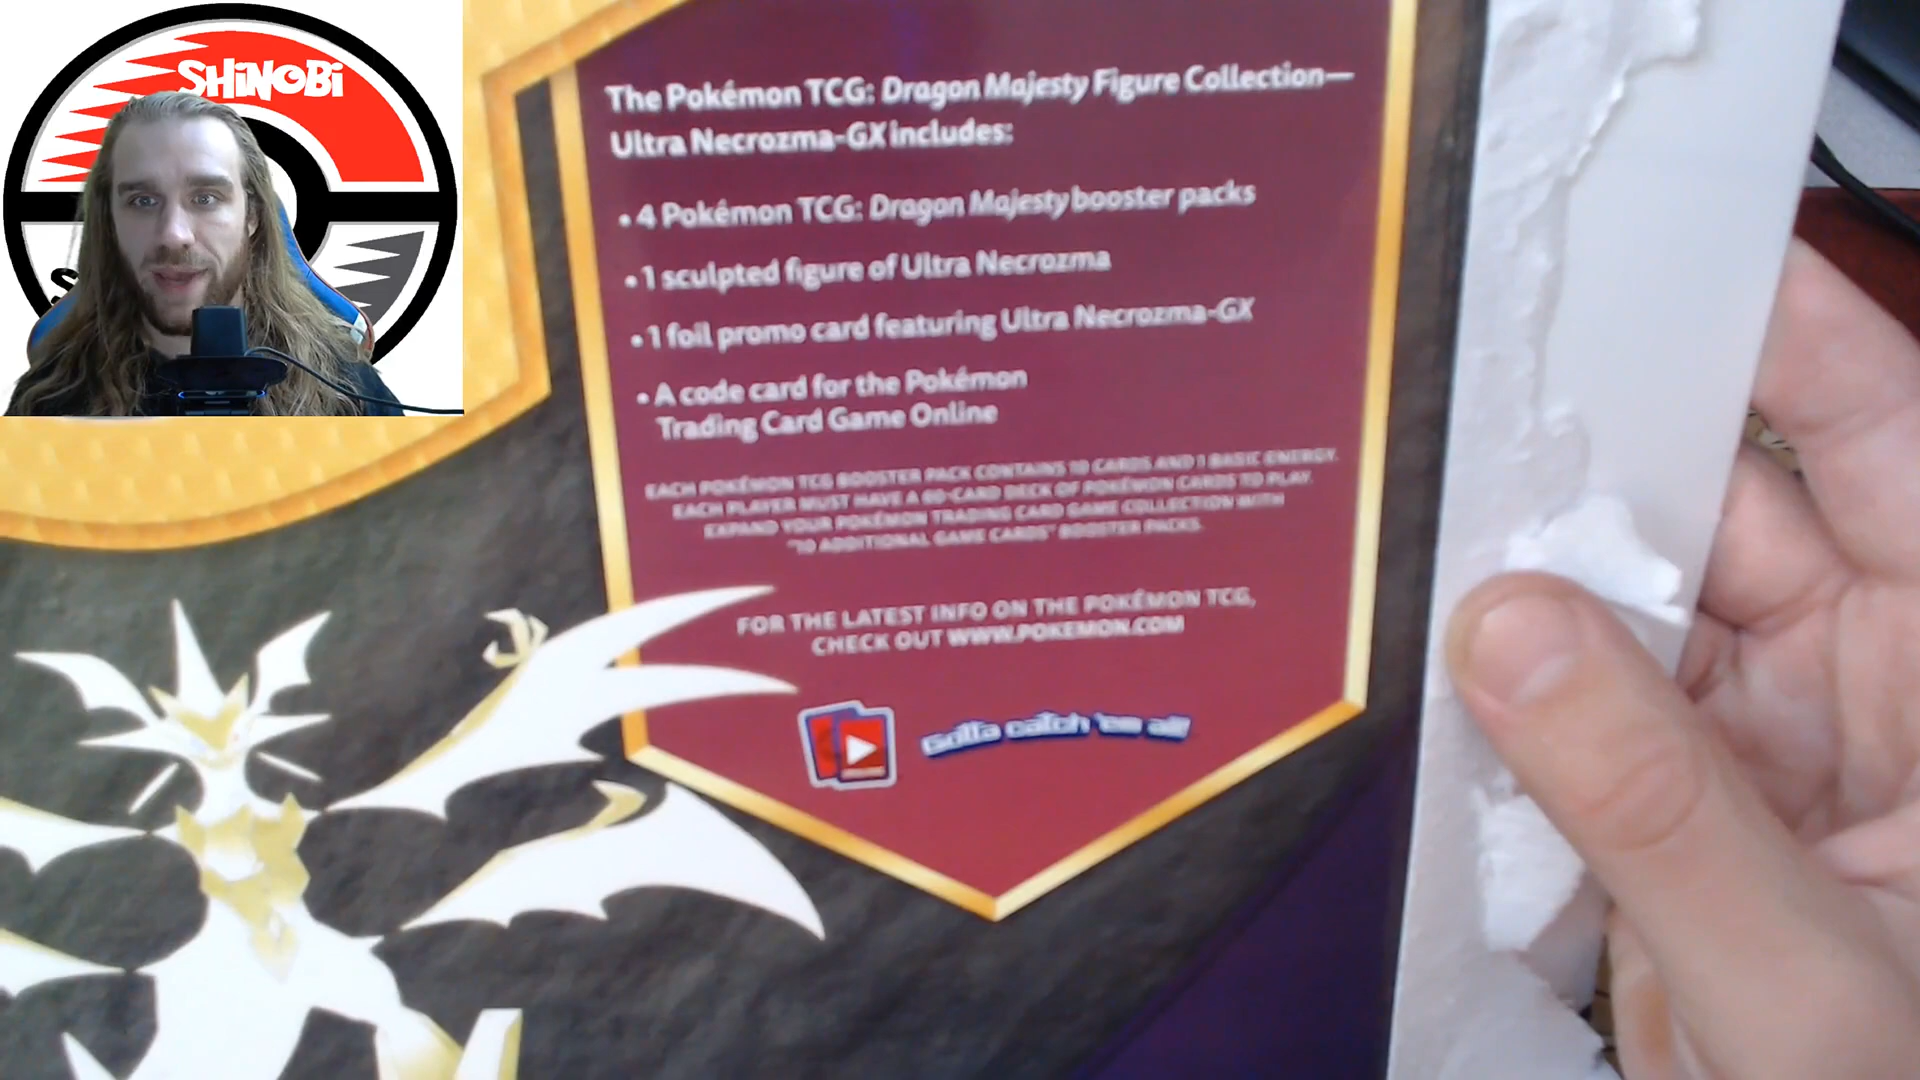 SHiNOBi
The Pokémon TCG: Dragon Majesty Figure Collection—
Ultra Necrozma-GX includes:
• 4 Pokémon TCG: Dragon Majesty booster packs
• 1 sculpted figure of Ultra Necrozma
• 1 foil promo card featuring Ultra Necrozma-GX
• A code card for the Pokémon
Trading Card Game Online
EACH POKÉMON TCG BOOSTER PACK CONTAINS 10 CARDS AND 1 BASIC ENERGY.
EACH PLAYER MUST HAVE A 60-CARD DECK OF POKÉMON CARDS TO PLAY.
EXPAND YOUR POKÉMON TRADING CARD GAME COLLECTION WITH
"10 ADDITIONAL GAME CARDS" BOOSTER PACKS.
FOR THE LATEST INFO ON THE POKÉMON TCG,
CHECK OUT WWW.POKEMON.COM
Gotta catch 'em all!